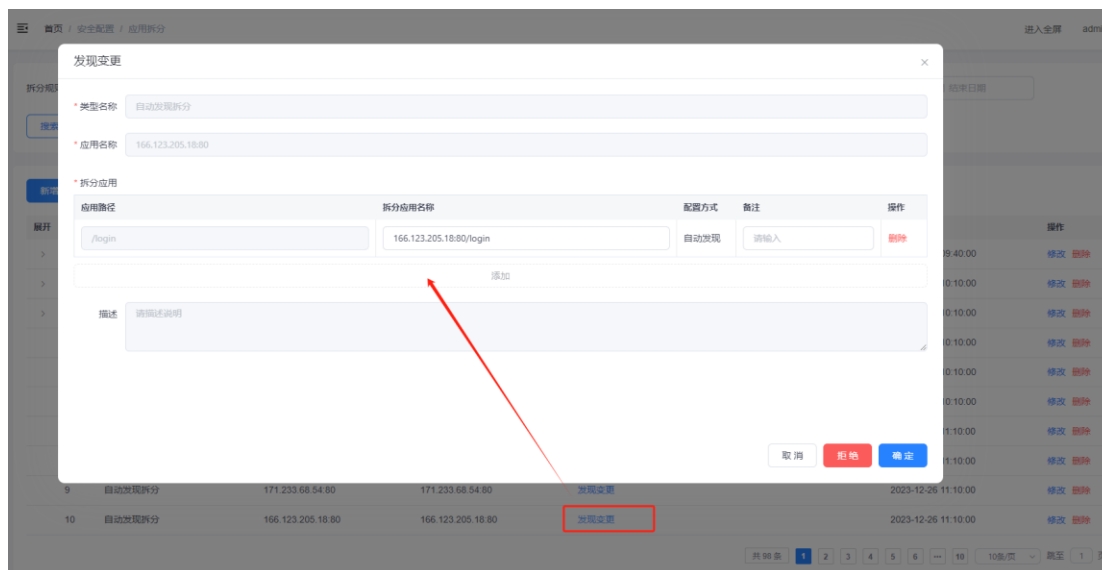 首页 / 安全配置 / 应用拆分
进入全屏 admi
发现变更
拆分规
结束日期
* 类型名称 自动发现拆分
搜索
* 应用名称 166.123.205.18:80
* 拆分应用
新增
应用路径 拆分应用名称 配置方式 备注 操作
展开 操作
/login 166.123.205.18:80/login 自动发现 请输入 删除
09:40:00 修改 删除
添加
0:10:00 修改 删除
描述 请描述说明
0:10:00 修改 删除
0:10:00 修改 删除
0:10:00 修改 删除
0:10:00 修改 删除
1:10:00 修改 删除
取消 拒绝 确定
1:10:00 修改 删除
9 自动发现拆分 171.233.68.54:80 171.233.68.54:80 发现变更 2023-12-26 11:10:00 修改 删除
10 自动发现拆分 166.123.205.18:80 166.123.205.18:80 发现变更 2023-12-26 11:10:00 修改 删除
共 98 条 1 2 3 4 5 6 ··· 10 10条/页 跳至 1 页